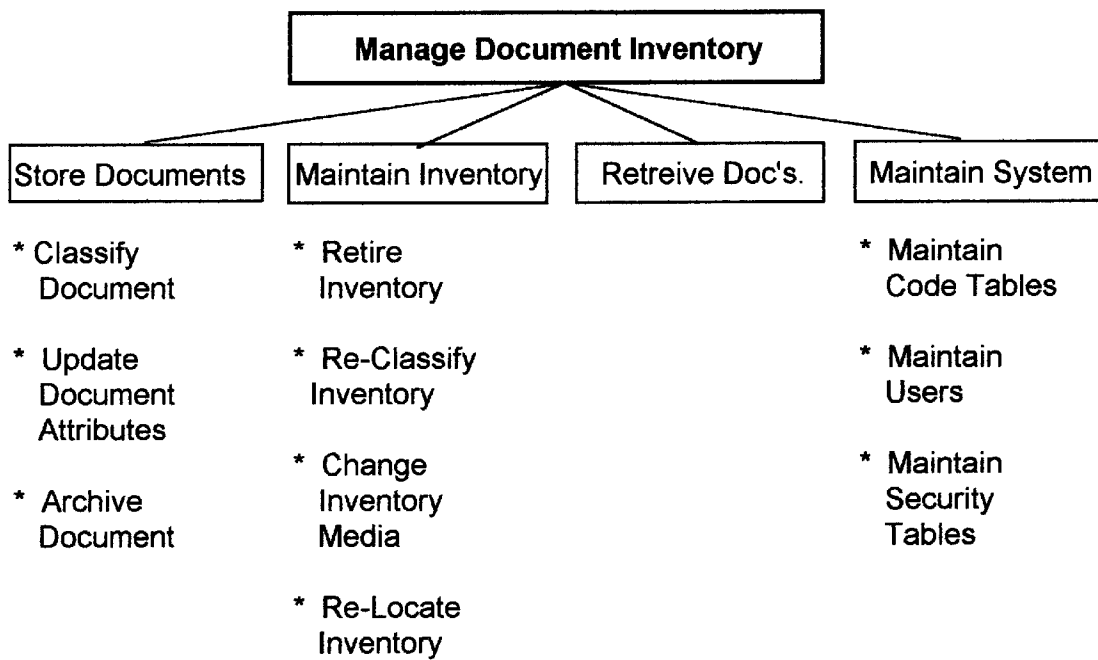 Manage Document Inventory
Store Documents
Maintain Inventory
Retreive Doc's.
Maintain System
* Classify
Document
* Update
Document
Attributes
* Archive
Document
* Retire
Inventory
* Re-Classify
Inventory
* Change
Inventory
Media
* Re-Locate
Inventory
* Maintain
Code Tables
* Maintain
Users
* Maintain
Security
Tables